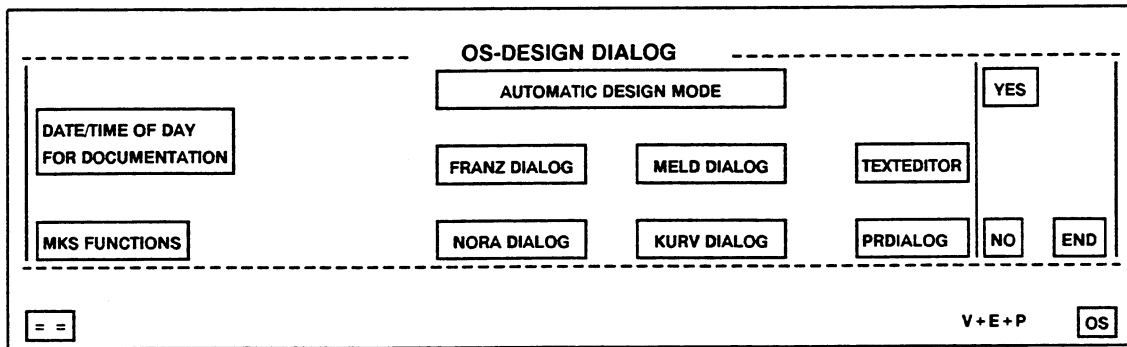 OS-DESIGN DIALOG
AUTOMATIC DESIGN MODE
YES
DATE/TIME OF DAY
FOR DOCUMENTATION
FRANZ DIALOG
MELD DIALOG
TEXTEDITOR
MKS FUNCTIONS
NORA DIALOG
KURV DIALOG
PRDIALOG
NO
END
= =
V+E+P
OS